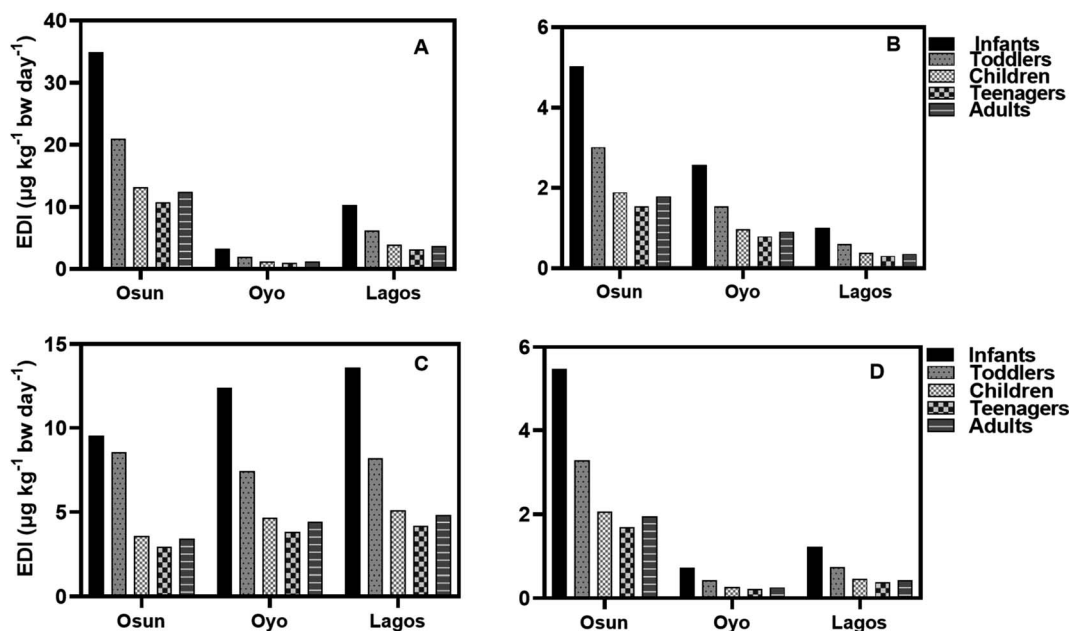 A
EDI (µg kg⁻¹ bw day⁻¹)
40
30
20
10
0
Osun Oyo Lagos
B
6
4
2
0
Osun Oyo Lagos
Infants
Toddlers
Children
Teenagers
Adults
C
EDI (µg kg⁻¹ bw day⁻¹)
15
10
5
0
Osun Oyo Lagos
D
6
4
2
0
Osun Oyo Lagos
Infants
Toddlers
Children
Teenagers
Adults